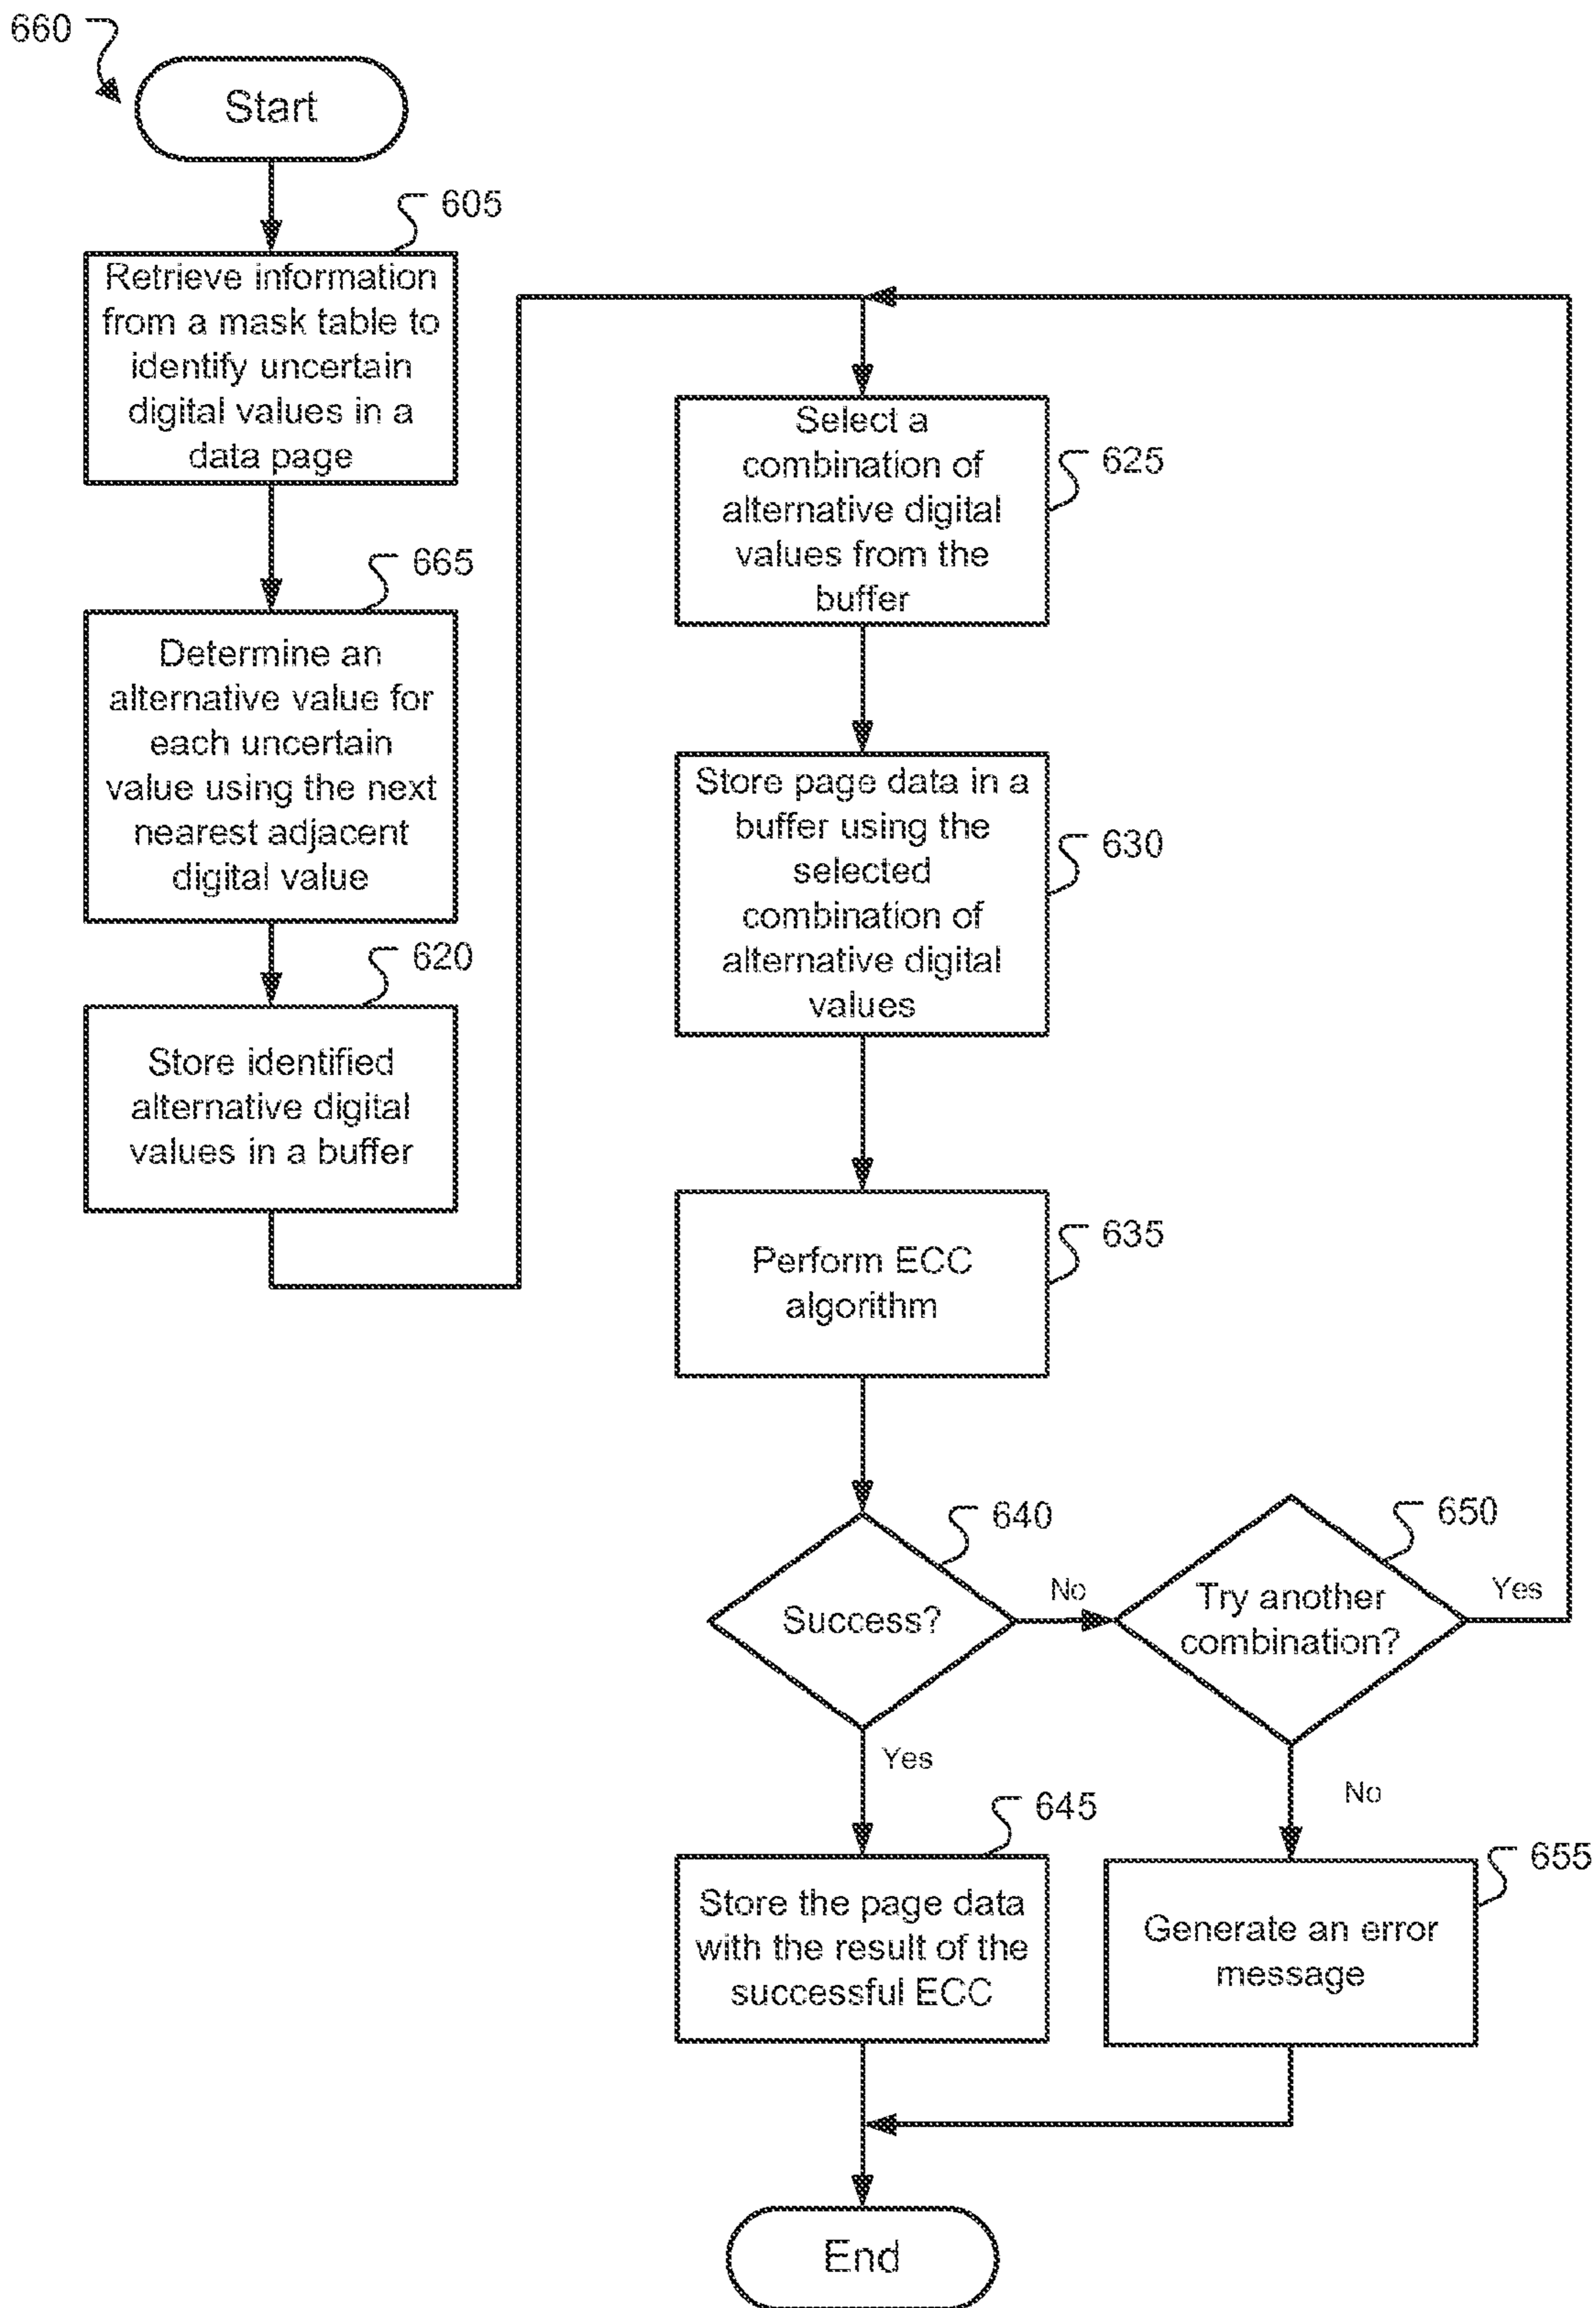 660
Start
605
Retrieve information
from a mask table to
identify uncertain
digital values in a
data page
665
Determine an
alternative value for
each uncertain
value using the next
nearest adjacent
digital value
620
Store identified
alternative digital
values in a buffer
Select a
combination of
alternative digital
values from the
buffer
625
Store page data in a
buffer using the
selected
combination of
alternative digital
values
630
Perform ECC
algorithm
635
640
Success?
No
Yes
650
Try another
combination?
Yes
No
645
Store the page data
with the result of the
successful ECC
655
Generate an error
message
End